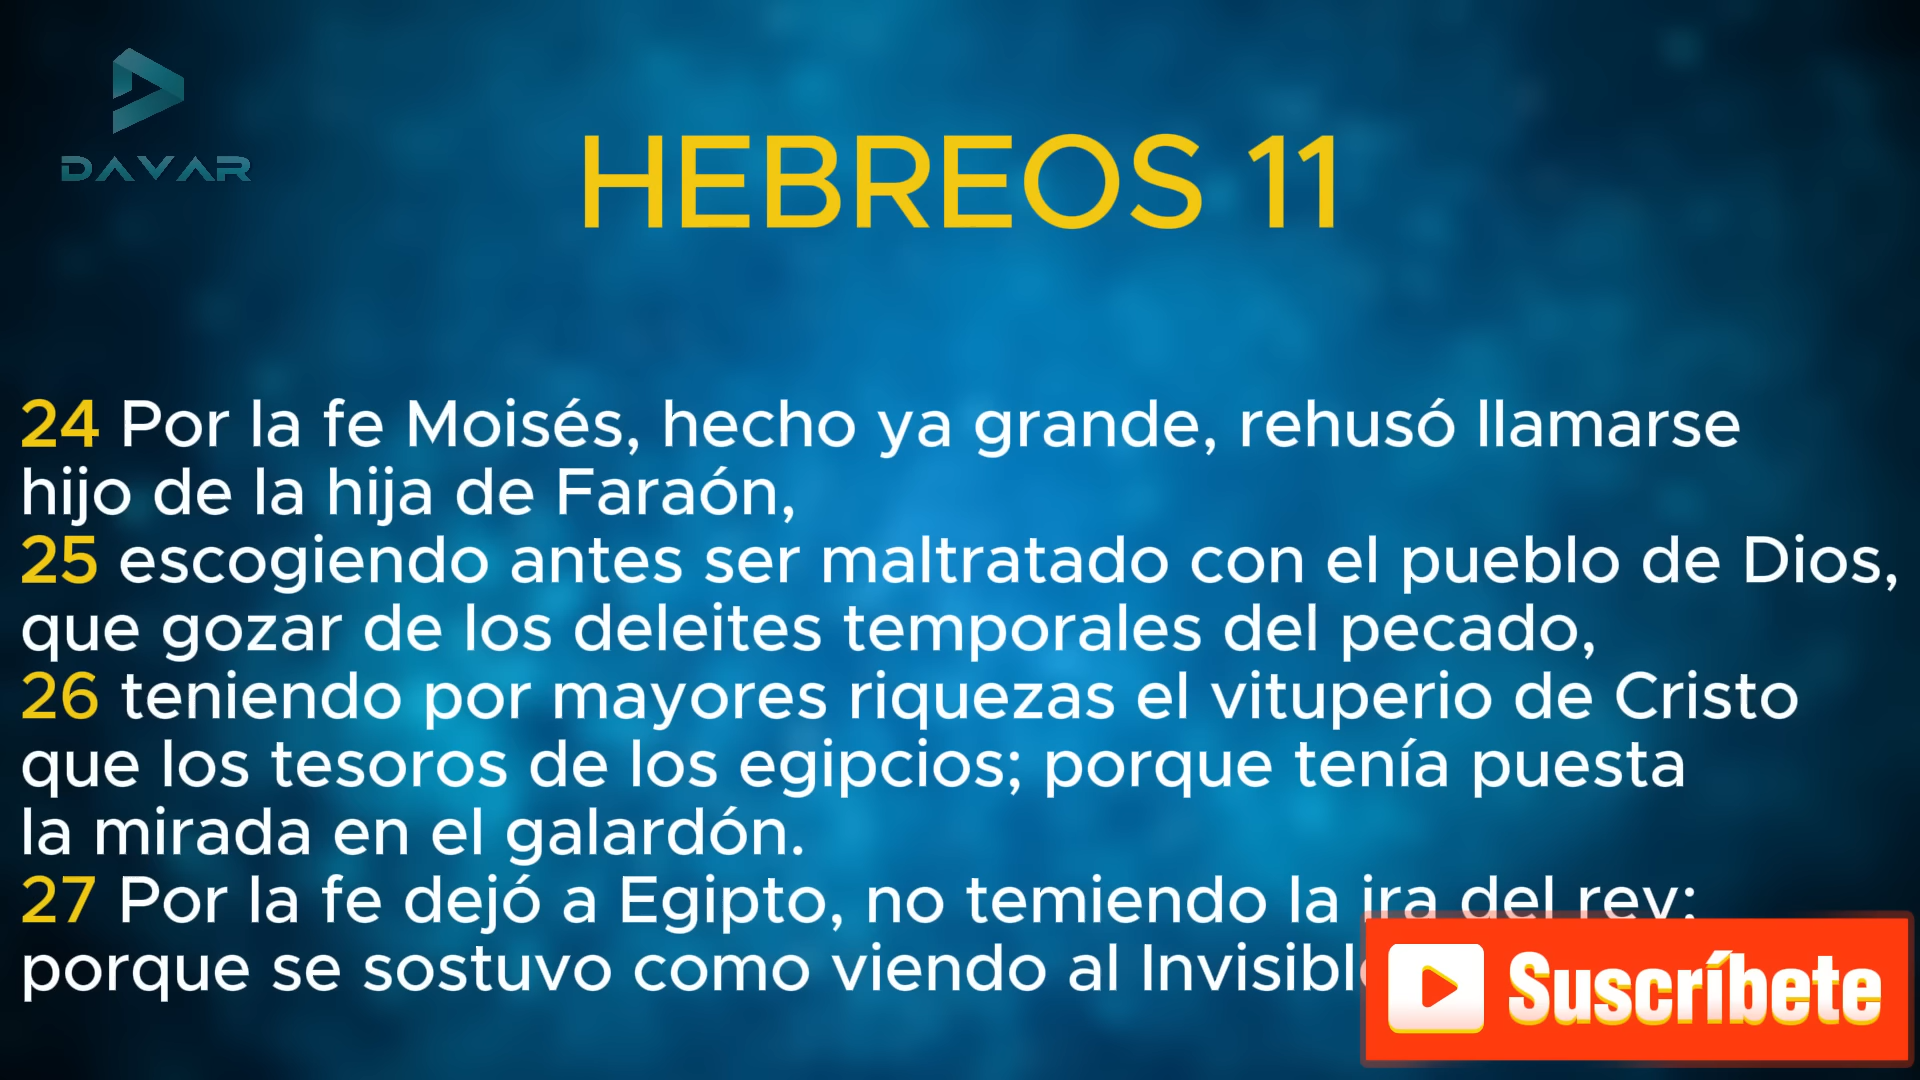 DAVAR
HEBREOS 11
24 Por la fe Moisés, hecho ya grande, rehusó llamarse
hijo de la hija de Faraón,
25 escogiendo antes ser maltratado con el pueblo de Dios,
que gozar de los deleites temporales del pecado,
26 teniendo por mayores riquezas el vituperio de Cristo
que los tesoros de los egipcios; porque tenía puesta
la mirada en el galardón.
27 Por la fe dejó a Egipto, no temiendo la ira del rey;
porque se sostuvo como viendo al Invisibl
Suscríbete